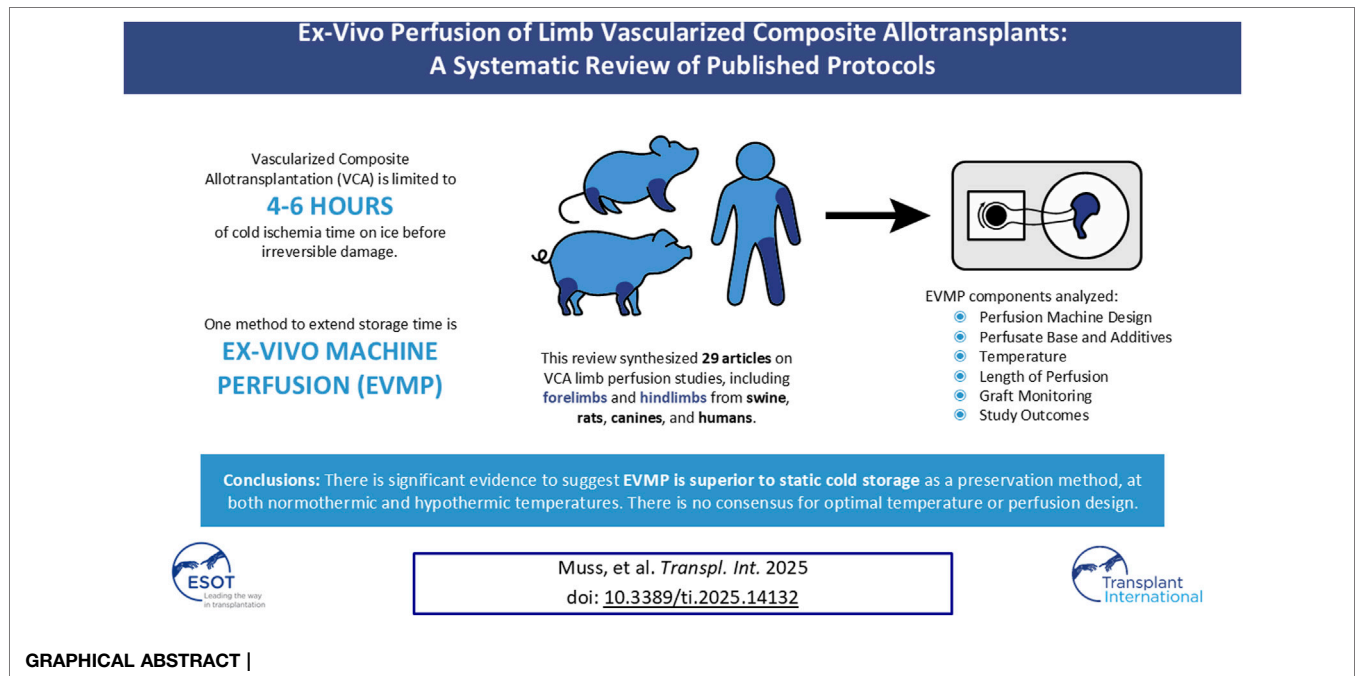 Ex-Vivo Perfusion of Limb Vascularized Composite Allotransplants:
A Systematic Review of Published Protocols
Vascularized Composite
Allotransplantation (VCA) is limited to
4-6 HOURS
of cold ischemia time on ice before
irreversible damage.
One method to extend storage time is
EX-VIVO MACHINE
PERFUSION (EVMP)
This review synthesized 29 articles on
VCA limb perfusion studies, including
forelimbs and hindlimbs from swine,
rats, canines, and humans.
EVMP components analyzed:
Perfusion Machine Design
Perfusate Base and Additives
Temperature
Length of Perfusion
Graft Monitoring
Study Outcomes
Conclusions: There is significant evidence to suggest EVMP is superior to static cold storage as a preservation method, at
both normothermic and hypothermic temperatures. There is no consensus for optimal temperature or perfusion design.
ESOT
Leading the way
in transplantation
Muss, et al. Transpl. Int. 2025
doi: 10.3389/ti.2025.14132
Transplant
International
GRAPHICAL ABSTRACT |